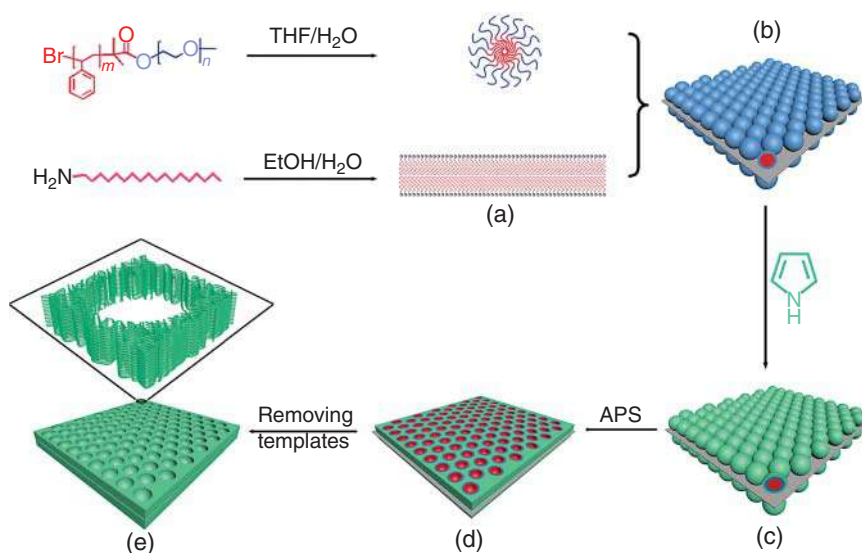 Br
m
O
O
O
n
THF/H₂O
(b)
H₂N
EtOH/H₂O
(a)
N
H
Removing
templates
APS
(e)
(d)
(c)